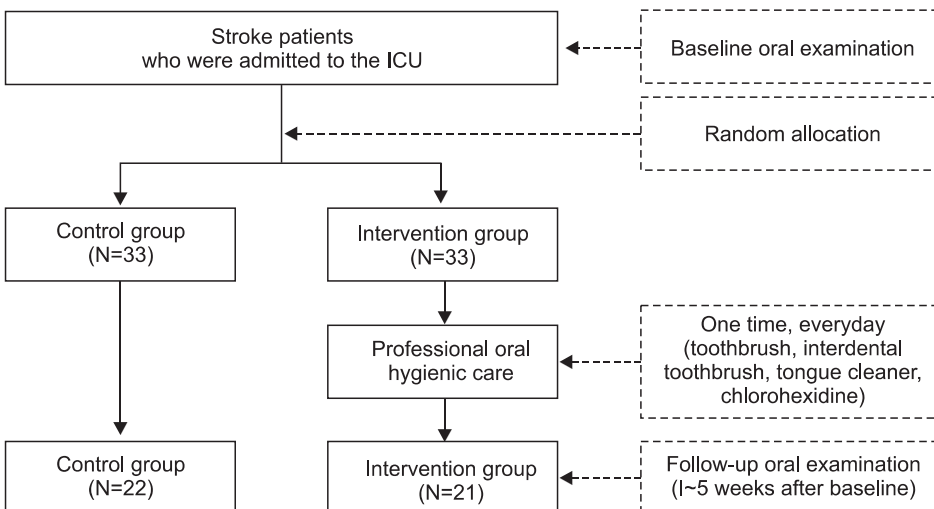 Stroke patients
who were admitted to the ICU
Baseline oral examination
Random allocation
Control group
(N=33)
Intervention group
(N=33)
Professional oral
hygienic care
One time, everyday
(toothbrush, interdental
toothbrush, tongue cleaner,
chlorohexidine)
Control group
(N=22)
Intervention group
(N=21)
Follow-up oral examination
(I~5 weeks after baseline)